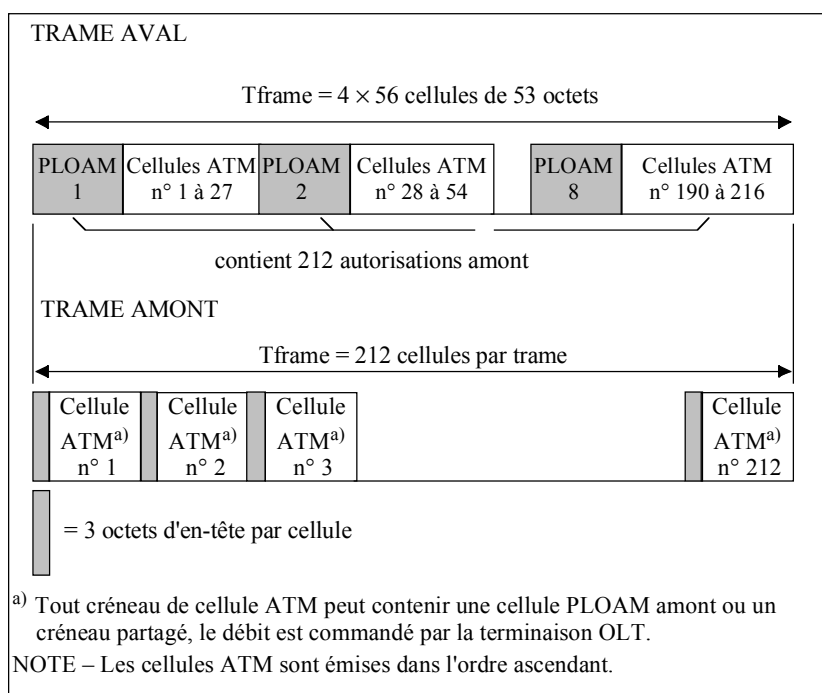 TRAME AVAL
Tframe = 4 × 56 cellules de 53 octets
PLOAM 1
Cellules ATM n° 1 à 27
PLOAM 2
Cellules ATM n° 28 à 54
PLOAM 8
Cellules ATM n° 190 à 216
contient 212 autorisations amont
TRAME AMONT
Tframe = 212 cellules par trame
Cellule ATMa) n° 1
Cellule ATMa) n° 2
Cellule ATMa) n° 3
Cellule ATMa) n° 212
= 3 octets d'en-tête par cellule
a) Tout créneau de cellule ATM peut contenir une cellule PLOAM amont ou un
créneau partagé, le débit est commandé par la terminaison OLT.
NOTE – Les cellules ATM sont émises dans l'ordre ascendant.